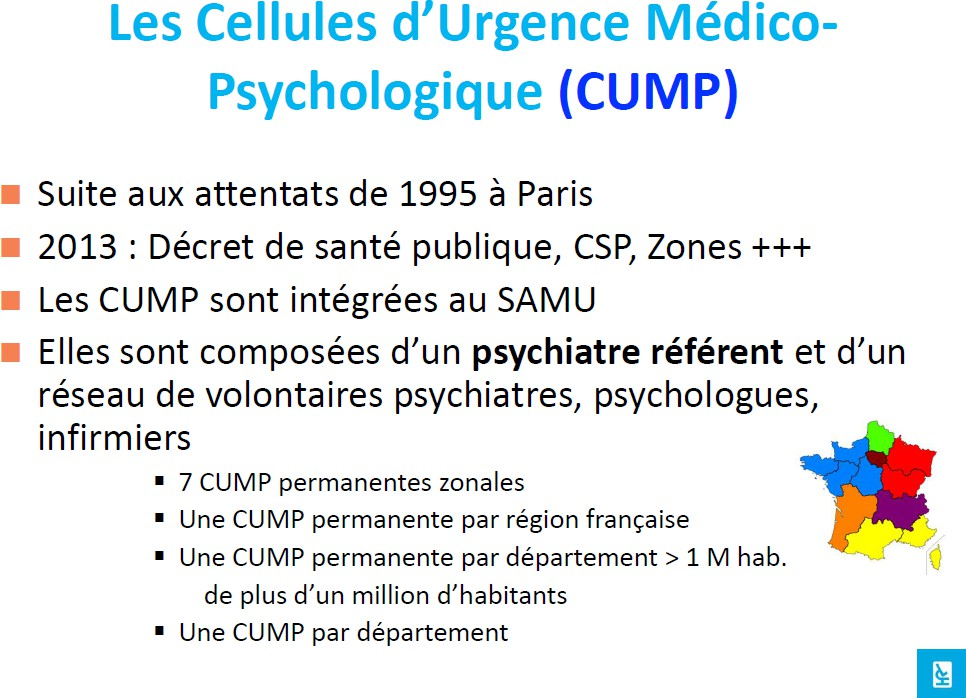 Les Cellules d’Urgence Médico-
Psychologique (CUMP)
Suite aux attentats de 1995 à Paris
2013 : Décret de santé publique, CSP, Zones +++
Les CUMP sont intégrées au SAMU
Elles sont composées d’un psychiatre référent et d’un
réseau de volontaires psychiatres, psychologues,
infirmiers
7 CUMP permanentes zonales
Une CUMP permanente par région française
Une CUMP permanente par département > 1 M hab.
de plus d’un million d’habitants
Une CUMP par département